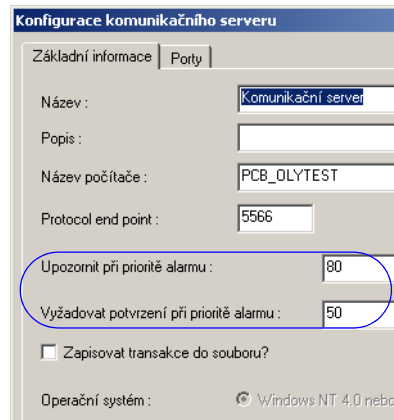 Konfigurace komunikačního serveru
Základní informace Porty
Název : Komunikační server
Popis :
Název počítače : PCB_OLYTEST
Protocol end point : 5566
Upozornit při prioritě alarmu : 80
Vyžadovat potvrzení při prioritě alarmu : 50
Zapisovat transakce do souboru?
Operační systém : Windows NT 4.0 nebo